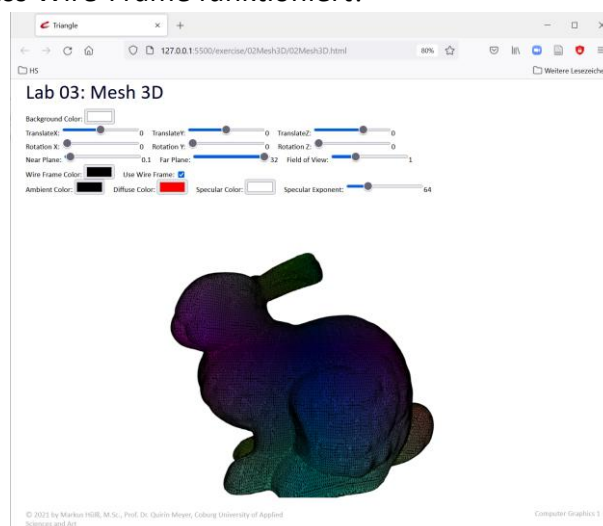 Wire Frame funktioniert.
Triangle
127.0.0.1:5500/exercise/02Mesh3D/02Mesh3D.html
80%
HS
Weitere Lesezeichen
Lab 03: Mesh 3D
Background Color:
TranslateX: 0 TranslateY: 0 TranslateZ: 0
Rotation X: 0 Rotation Y: 0 Rotation Z: 0
Near Plane: 0.1 Far Plane: 32 Field of View: 1
Wire Frame Color: Use Wire Frame:
Ambient Color: Diffuse Color: Specular Color: Specular Exponent: 64
© 2021 by Markus M.Sc., Prof. Dr. Quirin Meyer, Coburg University of Applied
Sciences and Art
Computer Graphics 1